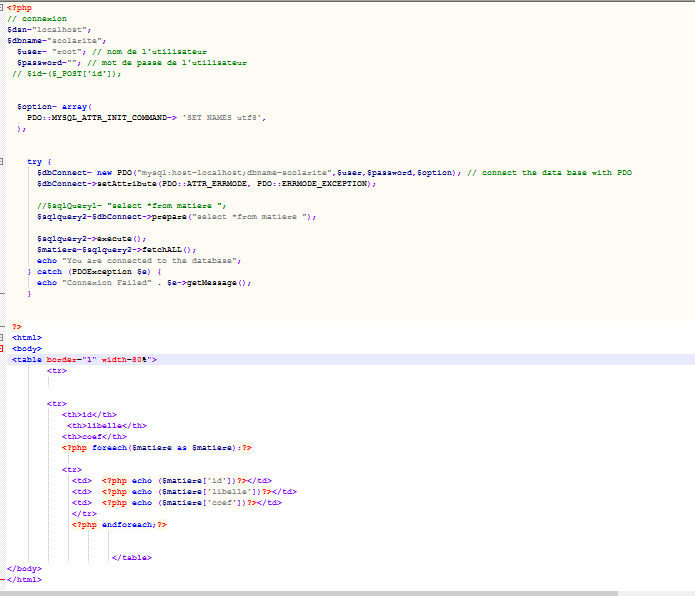 <?php
// connexion
$dsn="localhost";
$dbname="scolarite";
$user= "root"; // nom de l'utilisateur
$password=""; // mot de passe de l'utilisateur
// $id=($_POST['id']);
$option= array(
PDO::MYSQL_ATTR_INIT_COMMAND=> 'SET NAMES utf8',
);
try {
$dbConnect= new PDO("mysql:host=localhost;dbname=scolarite",$user,$password,$option); // connect the data base with PDO
$dbConnect->setAttribute(PDO::ATTR_ERRMODE, PDO::ERRMODE_EXCEPTION);
//$sqlQuery1= "select *from matiere ";
$sqlquery2=$dbConnect->prepare("select *from matiere ");
$sqlquery2->execute();
$matiere=$sqlquery2->fetchALL();
echo "You are connected to the database";
} catch (PDOException $e) {
echo "Connexion Failed" . $e->getMessage();
}
?>
<html>
<body>
<table border="1" width=80%">
<tr>
<tr>
<th>id</th>
<th>libelle</th>
<th>coef</th>
<?php foreach($matiere as $matiere):?>
<tr>
<td> <?php echo ($matiere['id'])?></td>
<td> <?php echo ($matiere['libelle'])?></td>
<td> <?php echo ($matiere['coef'])?></td>
</tr>
<?php endforeach;?>
</table>
</body>
</html>